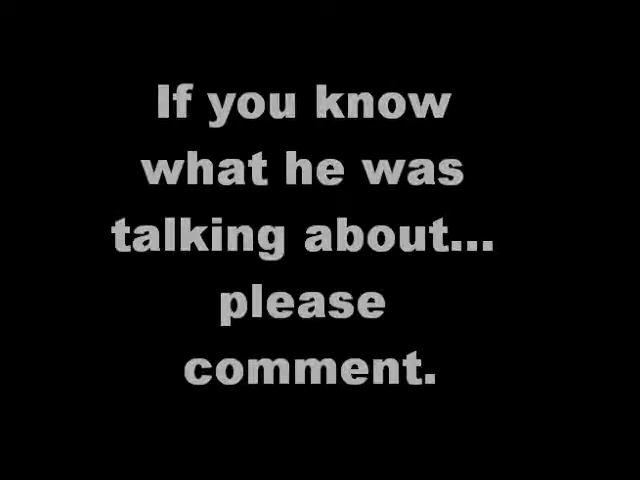 If you know
what he was
talking about...
please
comment.